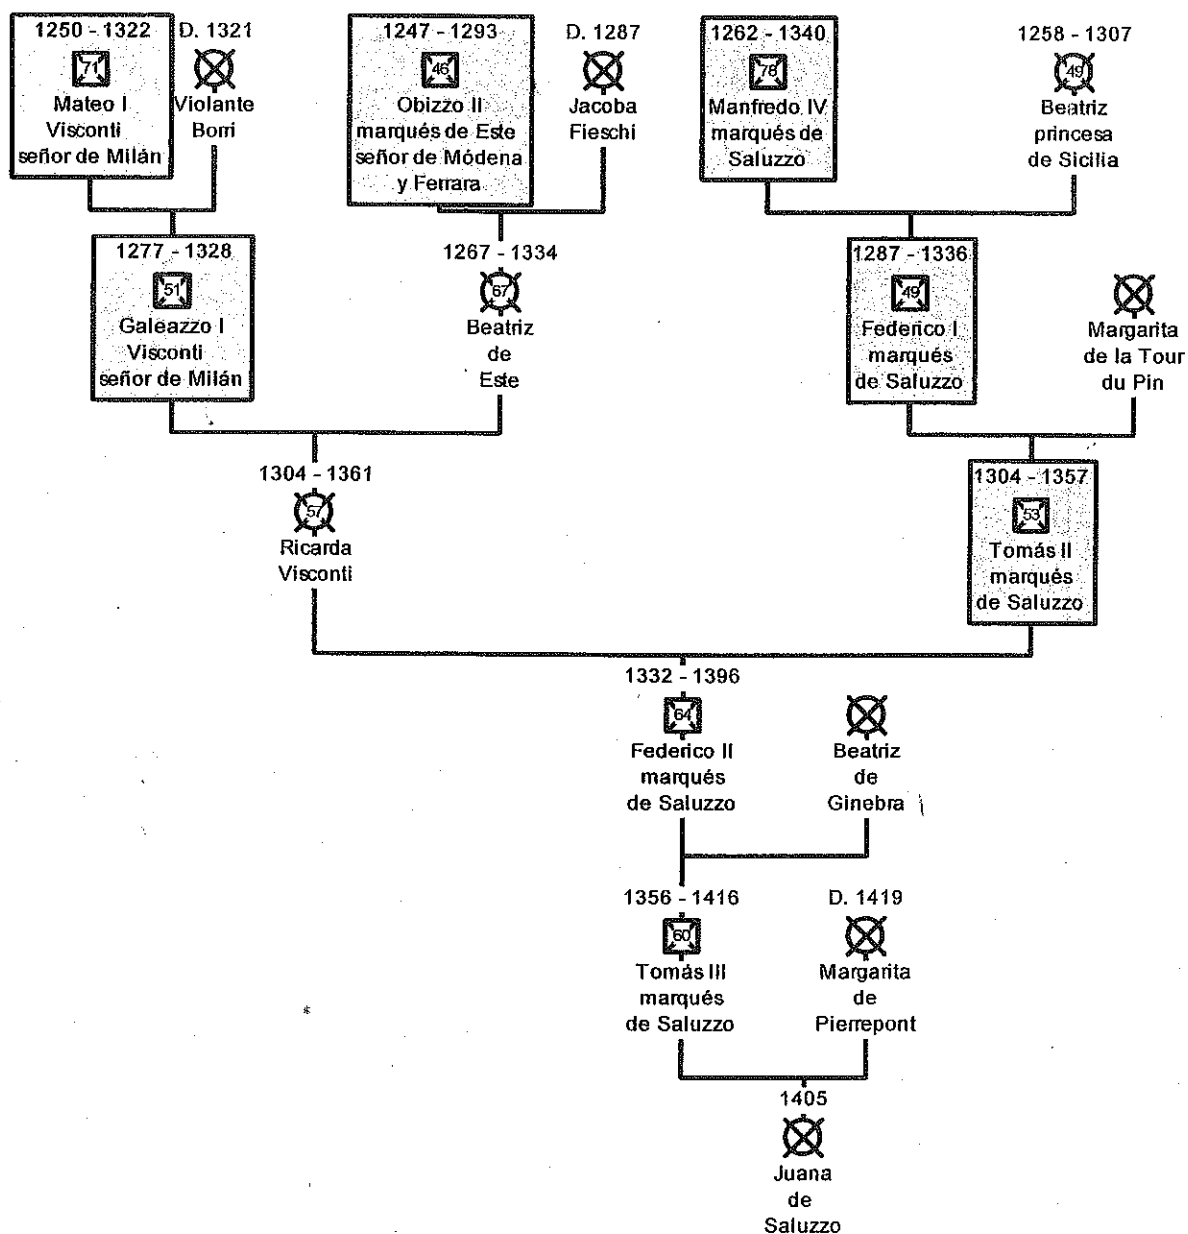 1250 - 1322
71
Mateo I
Visconti
señor de Milán
D. 1321
Violante
Borri
1247 - 1293
46
Obizzo II
marqués de Este
señor de Módena
y Ferrara
D. 1287
Jacoba
Fieschi
1262 - 1340
78
Manfredo IV
marqués de
Saluzzo
1258 - 1307
49
Beatriz
princesa
de Sicilia
1277 - 1328
51
Galeazzo I
Visconti
señor de Milán
1267 - 1334
67
Beatriz
de
Este
1287 - 1336
49
Federico I
marqués
de Saluzzo
Margarita
de la Tour
du Pin
1304 - 1361
57
Ricarda
Visconti
1304 - 1357
53
Tomás II
marqués
de Saluzzo
1332 - 1396
64
Federico II
marqués
de Saluzzo
Beatriz
de
Ginebra
1356 - 1416
60
Tomás III
marqués
de Saluzzo
D. 1419
Margarita
de
Pierrepont
1405
Juana
de
Saluzzo